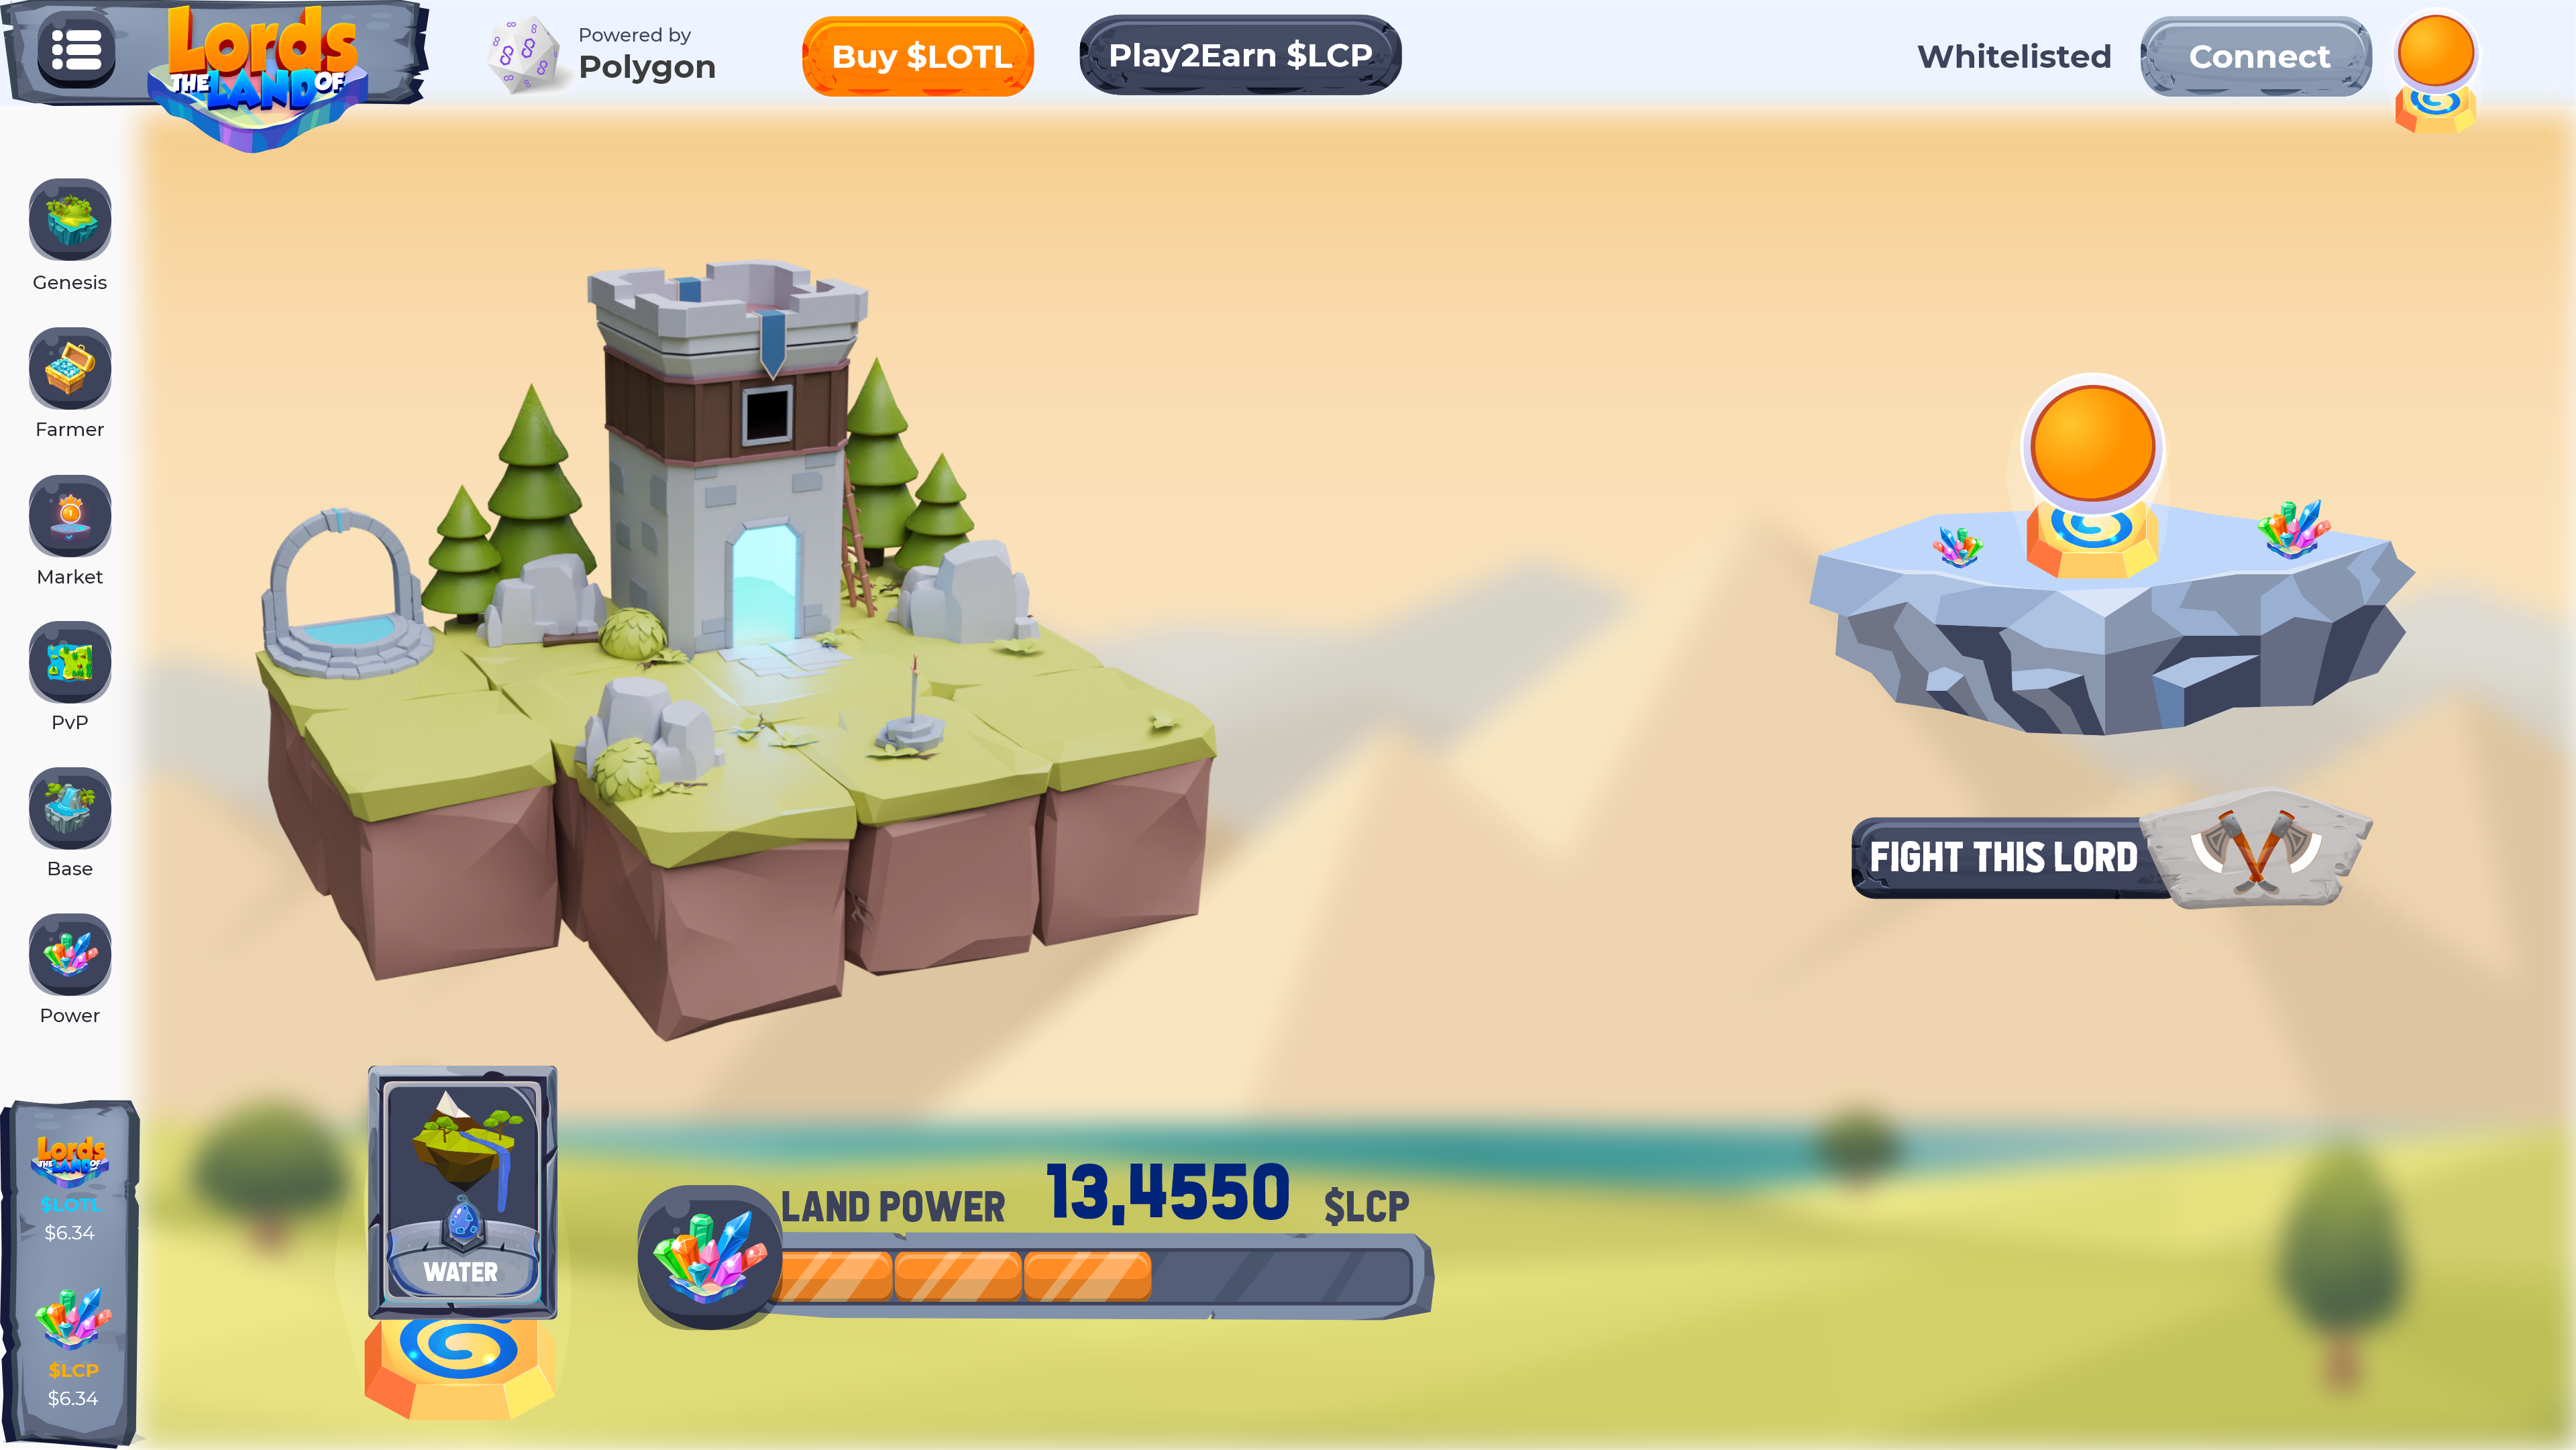 Lords
THE LAND OF
Powered by
Polygon
Buy $LOTL
Play2Earn $LCP
Whitelisted
Connect
Genesis
Farmer
Market
PvP
Base
Power
FIGHT THIS LORD
Lords
THE LAND OF
$LOTL
$6.34
$LCP
$6.34
WATER
LAND POWER
13,4550
$LCP